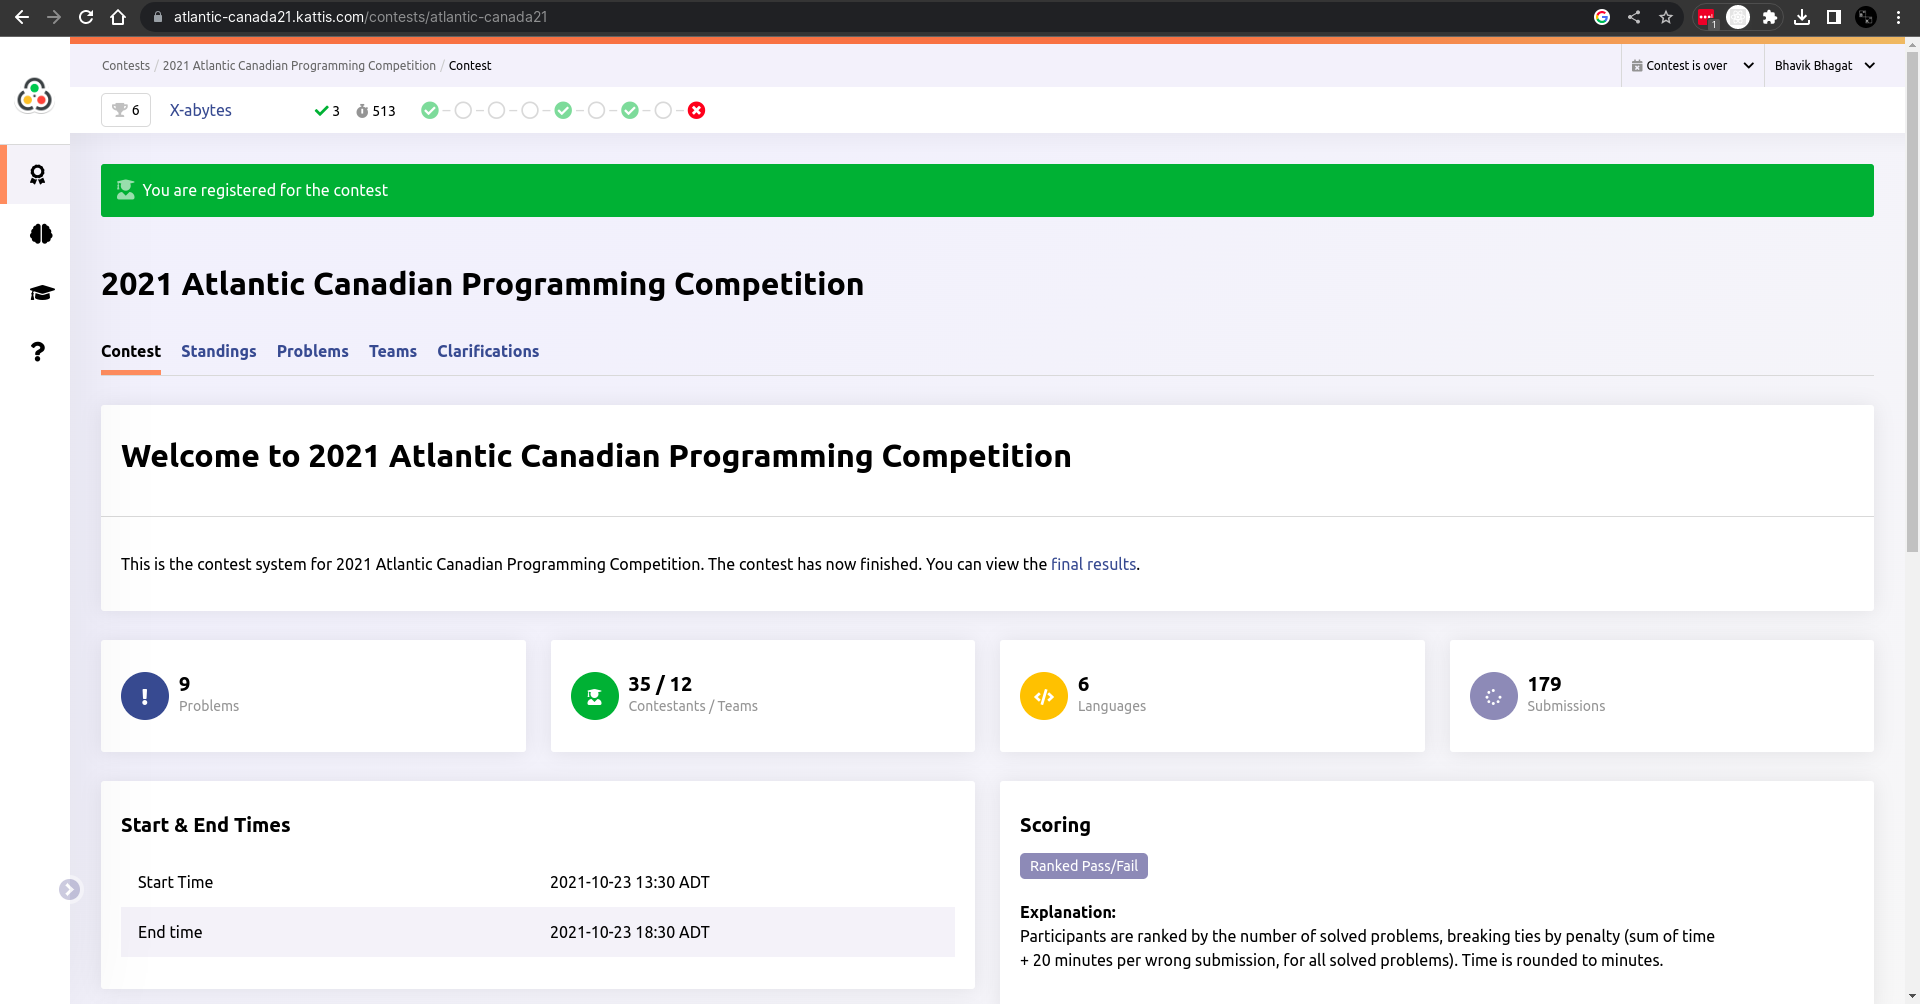 atlantic-canada21.kattis.com/contests/atlantic-canada21
1
Contests / 2021 Atlantic Canadian Programming Competition / Contest
Contest is over
Bhavik Bhagat
6 X-abytes 3 513
You are registered for the contest
2021 Atlantic Canadian Programming Competition
Contest Standings Problems Teams Clarifications
Welcome to 2021 Atlantic Canadian Programming Competition
This is the contest system for 2021 Atlantic Canadian Programming Competition. The contest has now finished. You can view the final results.
9
Problems
35 / 12
Contestants / Teams
6
Languages
179
Submissions
Start & End Times
Start Time 2021-10-23 13:30 ADT
End time 2021-10-23 18:30 ADT
Scoring
Ranked Pass/Fail
Explanation:
Participants are ranked by the number of solved problems, breaking ties by penalty (sum of time
+ 20 minutes per wrong submission, for all solved problems). Time is rounded to minutes.